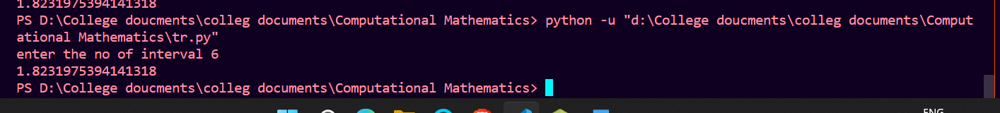 1.8231975394141318
PS D:\College doucments\colleg documents\Computational Mathematics> python -u "d:\College doucments\colleg documents\Comput
ational Mathematics\tr.py"
enter the no of interval 6
1.8231975394141318
PS D:\College doucments\colleg documents\Computational Mathematics>
ENG